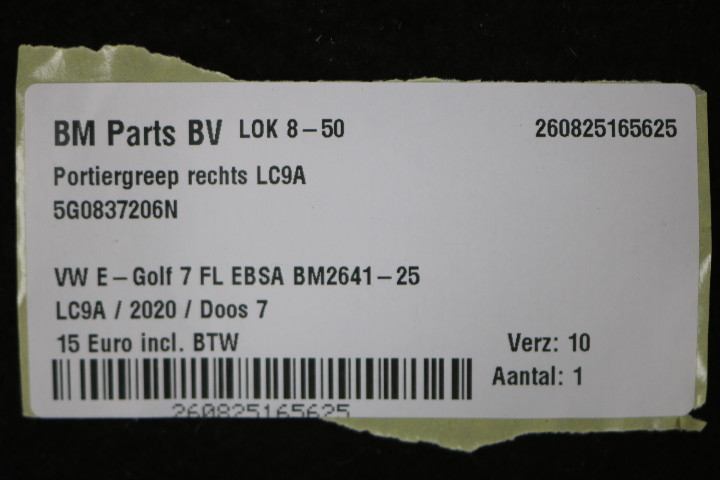 BM Parts BV LOK 8-50 260825165625
Portiergreep rechts LC9A
5G0837206N
VW E-Golf 7 FL EBSA BM2641-25
LC9A / 2020 / Doos 7
15 Euro incl. BTW Verz: 10
Aantal: 1
260825165625